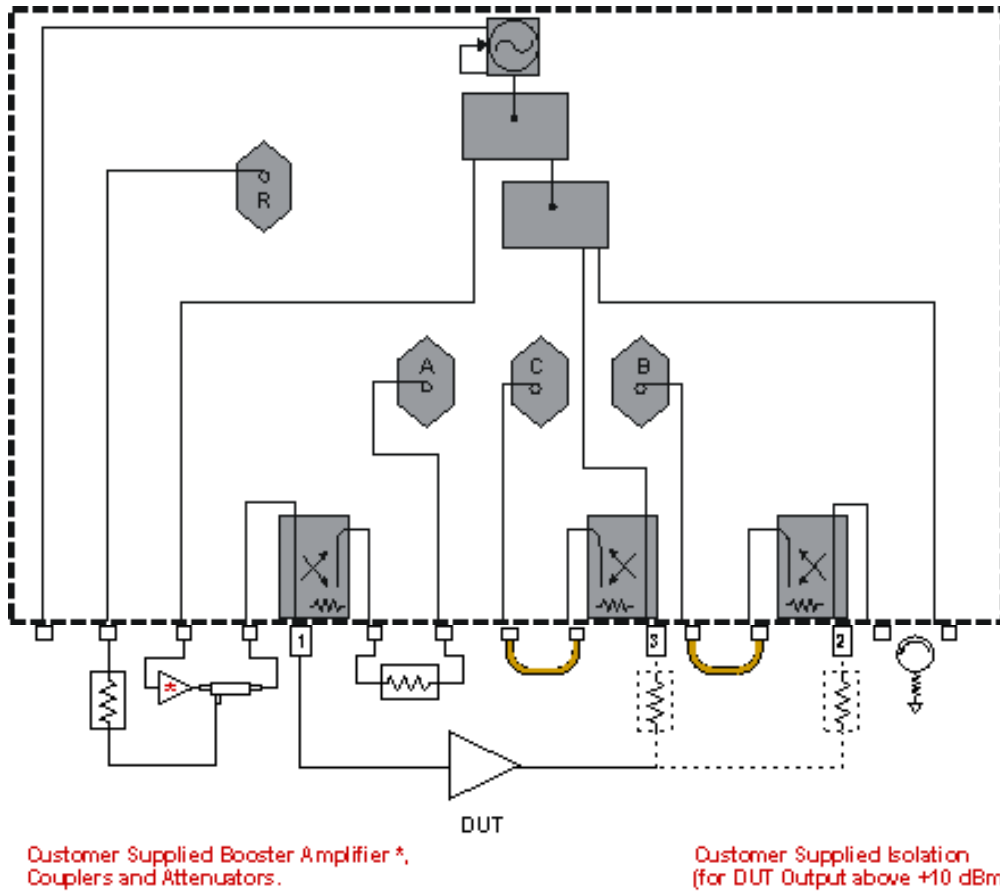 R
A
C
B
1
3
2
*
DUT
Customer Supplied Booster Amplifier *,
Couplers and Attenuators.
Customer Supplied Isolation
(for DUT Output above +10 dBm